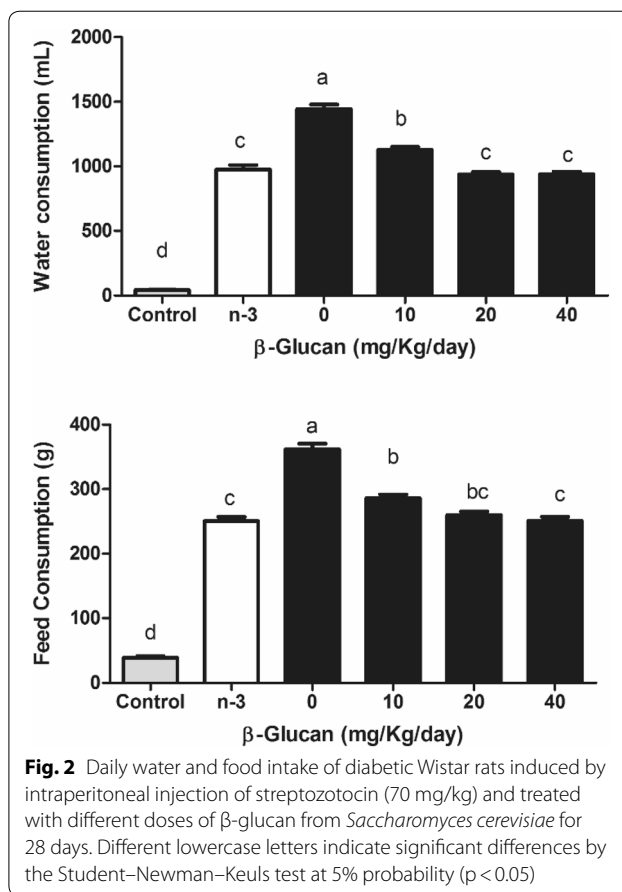 2000
1500
1000
500
0
Water consumption (mL)
d
c
a
b
c
c
Control n-3 0 10 20 40
β-Glucan (mg/Kg/day)
400
300
200
100
0
Feed Consumption (g)
d
c
a
b
bc
c
Control n-3 0 10 20 40
β-Glucan (mg/Kg/day)
Fig. 2 Daily water and food intake of diabetic Wistar rats induced by
intraperitoneal injection of streptozotocin (70 mg/kg) and treated
with different doses of β-glucan from Saccharomyces cerevisiae for
28 days. Different lowercase letters indicate significant differences by
the Student–Newman–Keuls test at 5% probability (p < 0.05)